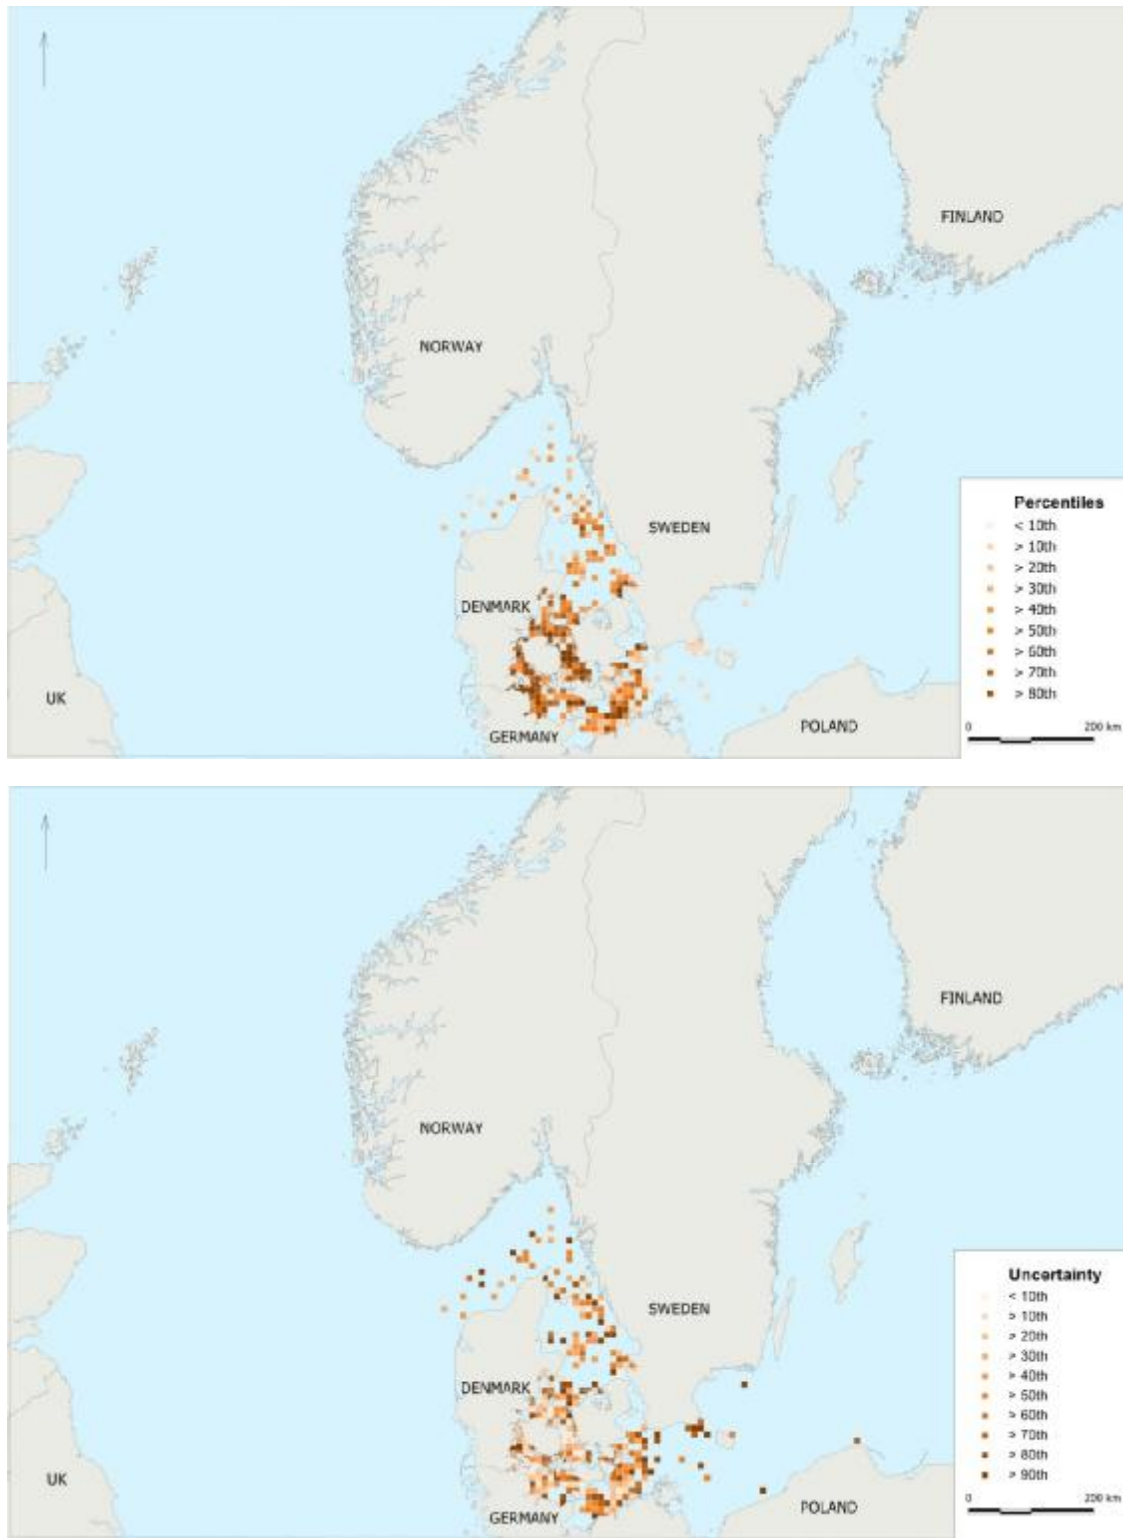 FINLAND
NORWAY
SWEDEN
DENMARK
UK
GERMANY
POLAND
Percentiles
< 10th
> 10th
> 20th
> 30th
> 40th
> 50th
> 60th
> 70th
> 80th
0 200 km
FINLAND
NORWAY
SWEDEN
DENMARK
UK
GERMANY
POLAND
Uncertainty
< 10th
> 10th
> 20th
> 30th
> 40th
> 50th
> 60th
> 70th
> 80th
> 90th
0 200 km